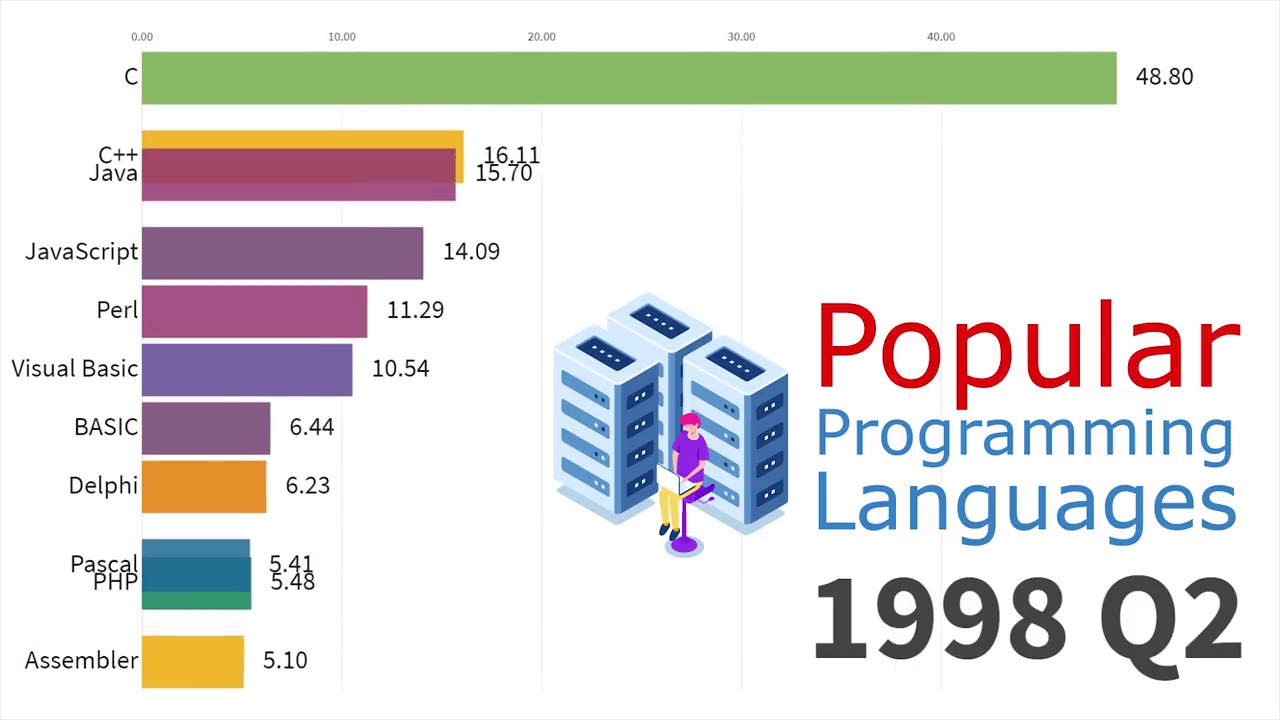 0.00 10.00 20.00 30.00 40.00
C 48.80
C++ 16.11
Java 15.70
JavaScript 14.09
Perl 11.29
Visual Basic 10.54
BASIC 6.44
Delphi 6.23
Pascal 5.41
PHP 5.48
Assembler 5.10
Popular
Programming
Languages
1998 Q2